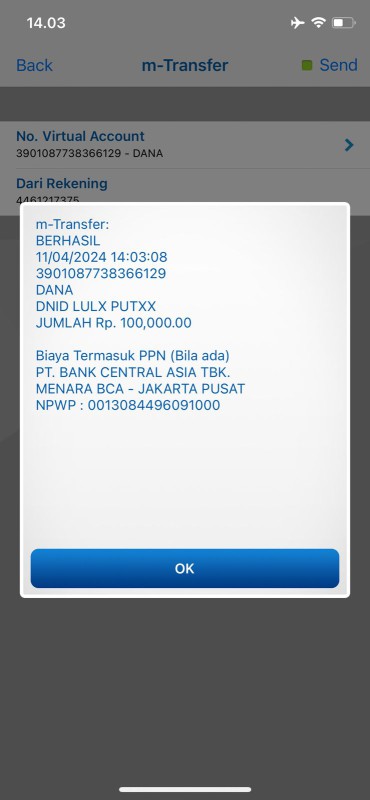 14.03
Back
m-Transfer
Send
No. Virtual Account
3901087738366129 - DANA
Dari Rekening
4461217375
m-Transfer:
BERHASIL
11/04/2024 14:03:08
3901087738366129
DANA
DNID LULX PUTXX
JUMLAH Rp. 100,000.00
Biaya Termasuk PPN (Bila ada)
PT. BANK CENTRAL ASIA TBK.
MENARA BCA - JAKARTA PUSAT
NPWP : 0013084496091000
OK